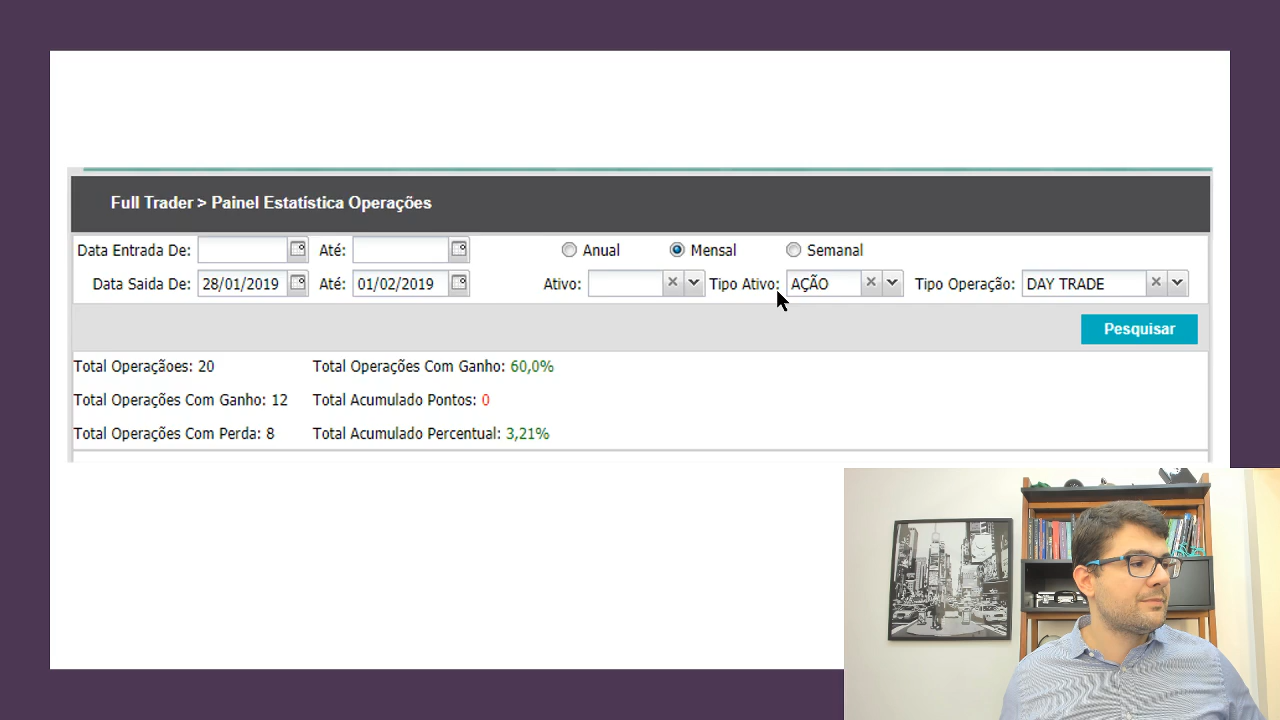 Full Trader > Painel Estatística Operações
Data Entrada De: Até: Anual Mensal Semanal
Data Saida De: 28/01/2019 Até: 01/02/2019 Ativo: Tipo Ativo: AÇÃO Tipo Operação: DAY TRADE
Pesquisar
Total Operaçãoes: 20 Total Operações Com Ganho: 60,0%
Total Operações Com Ganho: 12 Total Acumulado Pontos: 0
Total Operações Com Perda: 8 Total Acumulado Percentual: 3,21%